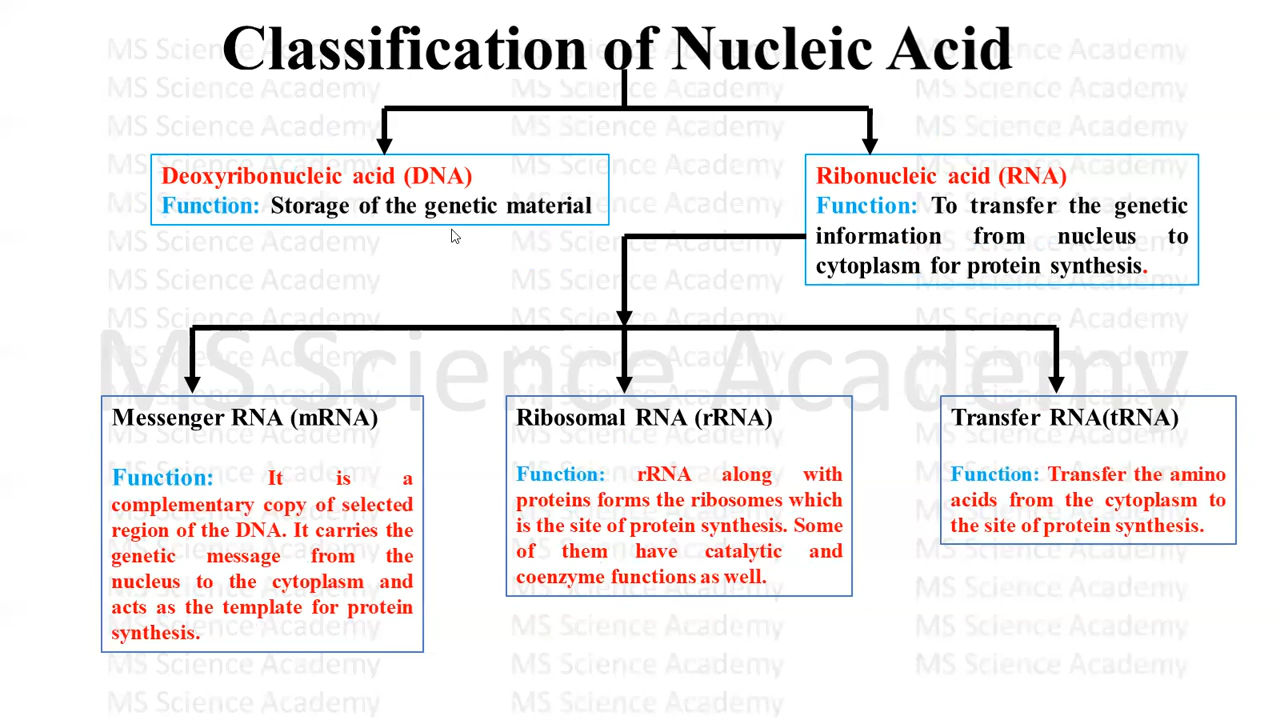 Classification of Nucleic Acid
Deoxyribonucleic acid (DNA)
Function: Storage of the genetic material
Ribonucleic acid (RNA)
Function: To transfer the genetic
information from nucleus to
cytoplasm for protein synthesis.
Messenger RNA (mRNA)
Function: It is a
complementary copy of selected
region of the DNA. It carries the
genetic message from the
nucleus to the cytoplasm and
acts as the template for protein
synthesis.
Ribosomal RNA (rRNA)
Function: rRNA along with
proteins forms the ribosomes which
is the site of protein synthesis. Some
of them have catalytic and
coenzyme functions as well.
Transfer RNA(tRNA)
Function: Transfer the amino
acids from the cytoplasm to
the site of protein synthesis.
MS Science Academy